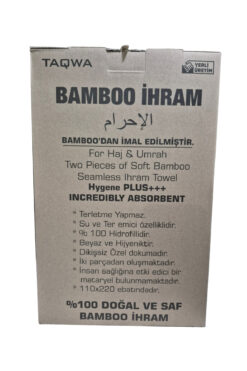 TAQWA
YERLİ
ÜRETİM
BAMBOO İHRAM
الإحرام
BAMBOO'DAN İMAL EDİLMİŞTİR.
For Haj & Umrah
Two Pieces of Soft Bamboo
Seamless Ihram Towel
Hygene PLUS+++
INCREDIBLY ABSORBENT
* Terletme Yapmaz.
* Su ve Ter emici özelliklidir.
* % 100 Hidrofillidir.
* Beyaz ve Hijyeniktir.
* Dikişsiz Özel dokumadır.
* İki parçadan oluşmaktadır.
* İnsan sağlığına etki edici bir
materyel bulunmamaktadır.
* 110x220 ebatındadır.
%100 DOĞAL VE SAF
BAMBOO İHRAM